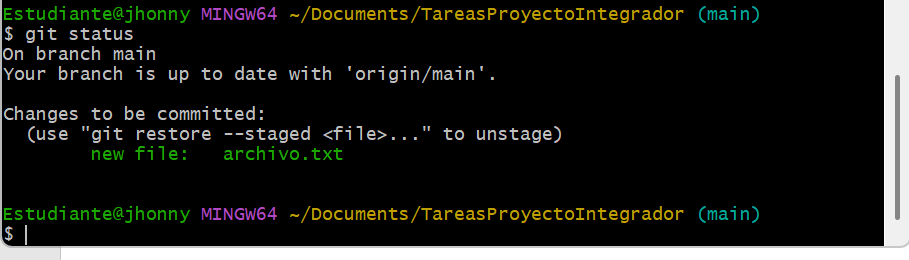 Estudiante@jhonny MINGW64 ~/Documents/TareasProyectoIntegrador (main)
$ git status
On branch main
Your branch is up to date with 'origin/main'.
Changes to be committed:
  (use "git restore --staged <file>..." to unstage)
        new file:   archivo.txt
Estudiante@jhonny MINGW64 ~/Documents/TareasProyectoIntegrador (main)
$